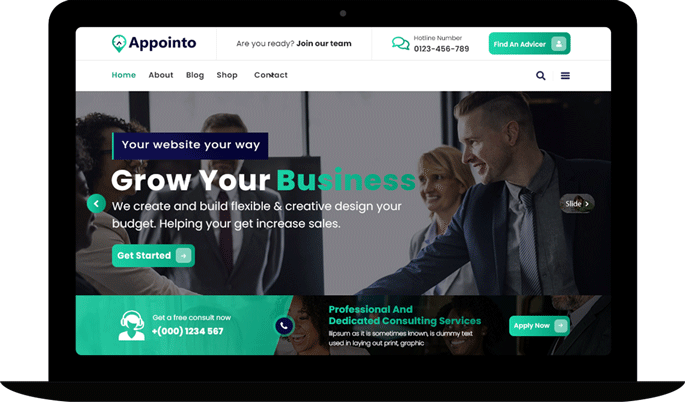 Appointo
Are you ready? Join our team
Hotline Number
0123-456-789
Find An Advicer
Home
About
Blog
Shop
Contact
Your website your way
Grow Your Business
We create and build flexible & creative design your
budget. Helping your get increase sales.
Slide
Get Started
Get a free consult now
+(000) 1234 567
Professional And
Dedicated Consulting Services
llipsum as it is sometimes known, is dummy text
used in laying out print, graphic
Apply Now